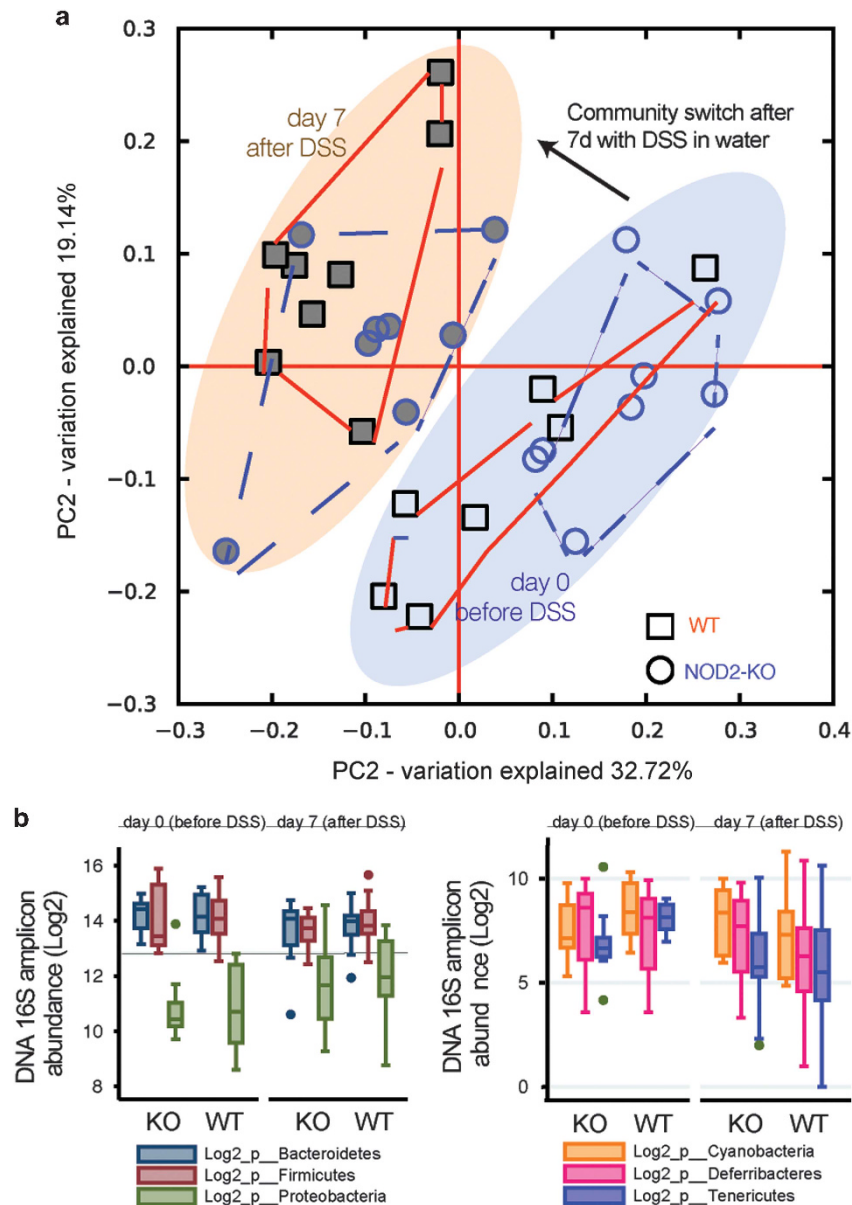 a
0.3
0.2
0.1
0.0
−0.1
−0.2
−0.3
PC2 - variation explained 19.14%
day 7
after DSS
Community switch after
7d with DSS in water
day 0
before DSS
WT
NOD2-KO
−0.3 −0.2 −0.1 0.0 0.1 0.2 0.3 0.4
PC2 - variation explained 32.72%
b
day 0 (before DSS) day 7 (after DSS)
16
14
12
10
8
DNA 16S amplicon
abundance (Log2)
KO WT KO WT
Log2_p__Bacteroidetes
Log2_p__Firmicutes
Log2_p__Proteobacteria
day 0 (before DSS) day 7 (after DSS)
10
5
0
DNA 16S amplicon
abund nce (Log2)
KO WT KO WT
Log2_p__Cyanobacteria
Log2_p__Deferribacteres
Log2_p__Tenericutes